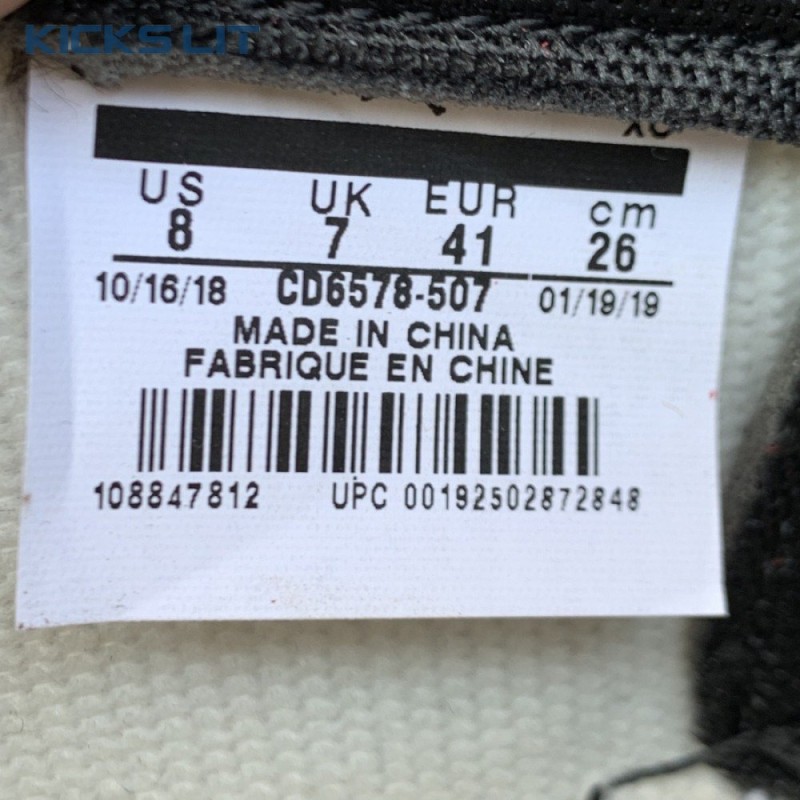 KICKS LIT
US UK EUR cm
8 7 41 26
10/16/18 CD6578-507 01/19/19
MADE IN CHINA
FABRIQUE EN CHINE
108847812 UPC 00192502872848